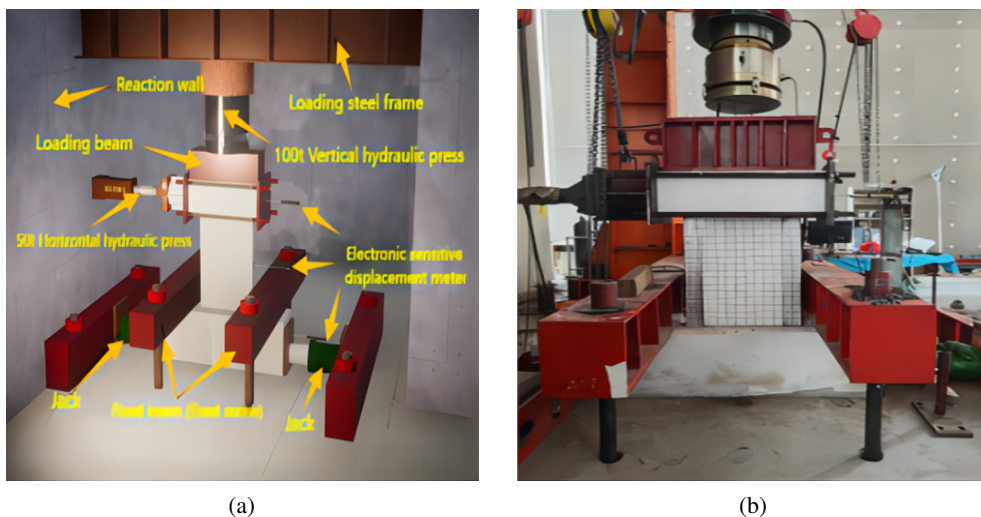 Reaction wall
Loading steel frame
Loading beam
100t Vertical hydraulic press
50t Horizontal hydraulic press
Electronic sensitive
displacement meter
Jack
Jack
(a)
(b)